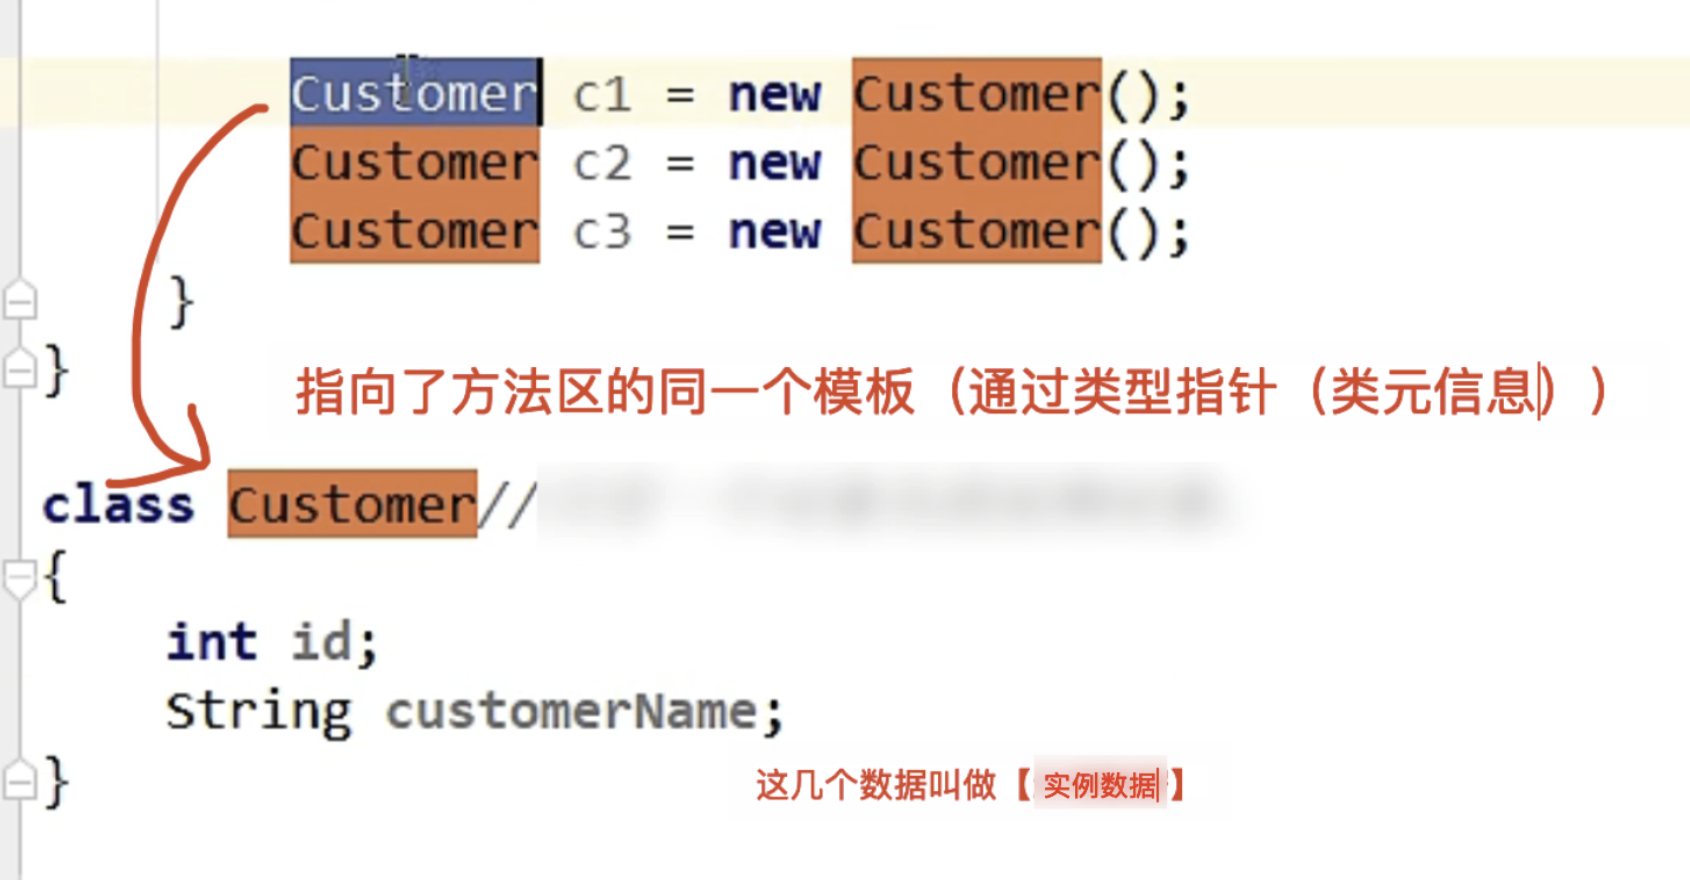 Customer c1 = new Customer();
Customer c2 = new Customer();
Customer c3 = new Customer();
}
}
指向了方法区的同一个模板（通过类型指针（类元信息））
class Customer//
{
int id;
String customerName;
}
这几个数据叫做【实例数据】